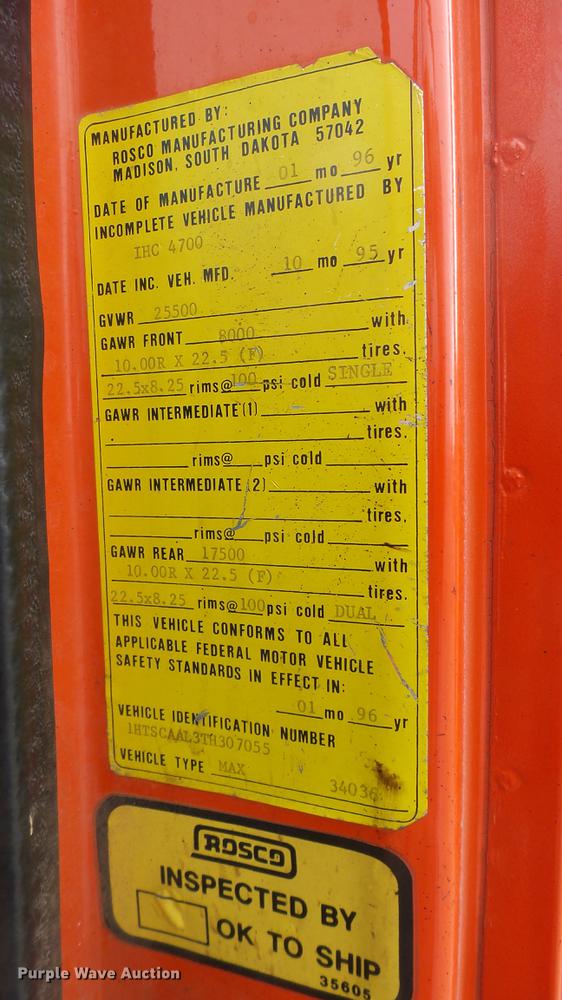 MANUFACTURED BY:
ROSCO MANUFACTURING COMPANY
MADISON, SOUTH DAKOTA 57042
DATE OF MANUFACTURE 01 mo 96 yr
INCOMPLETE VEHICLE MANUFACTURED BY
IHC 4700
DATE INC. VEH. MFD. 10 mo 95 yr
GVWR 25500
GAWR FRONT 8000 with
10.00R X 22.5 (F) tires.
22.5x8.25 rims@ 100 psi cold SINGLE
GAWR INTERMEDIATE (1) with
tires.
rims@ psi cold
GAWR INTERMEDIATE (2) with
tires.
rims@ psi cold
GAWR REAR 17500 with
10.00R X 22.5 (F) tires.
22.5x8.25 rims@ 100 psi cold DUAL
THIS VEHICLE CONFORMS TO ALL
APPLICABLE FEDERAL MOTOR VEHICLE
SAFETY STANDARDS IN EFFECT IN:
01 mo 96 yr
VEHICLE IDENTIFICATION NUMBER
1HTSCAAL3TH307055
VEHICLE TYPE MAX
34036
ROSCO
INSPECTED BY
OK TO SHIP
35605
Purple Wave Auction